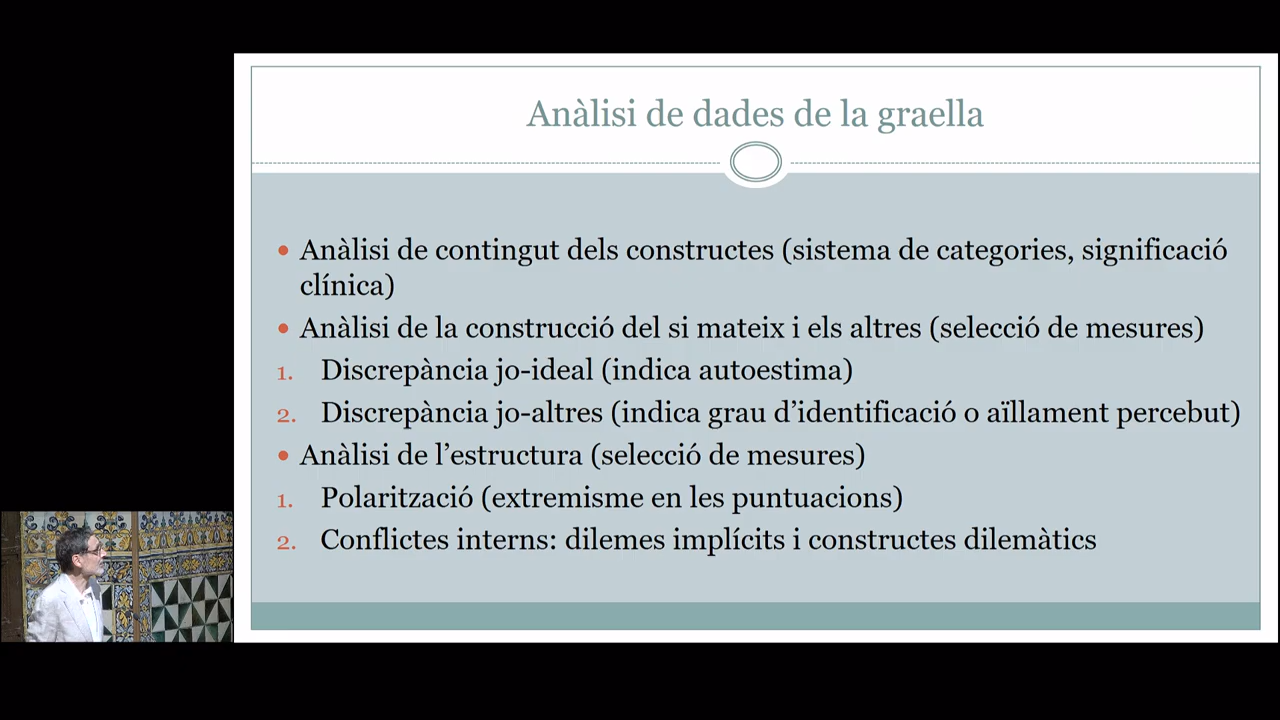 Anàlisi de dades de la graella
• Anàlisi de contingut dels constructes (sistema de categories, significació
clínica)
• Anàlisi de la construcció del si mateix i els altres (selecció de mesures)
1. Discrepància jo-ideal (indica autoestima)
2. Discrepància jo-altres (indica grau d’identificació o aïllament percebut)
• Anàlisi de l’estructura (selecció de mesures)
1. Polarització (extremisme en les puntuacions)
2. Conflictes interns: dilemes implícits i constructes dilemàtics